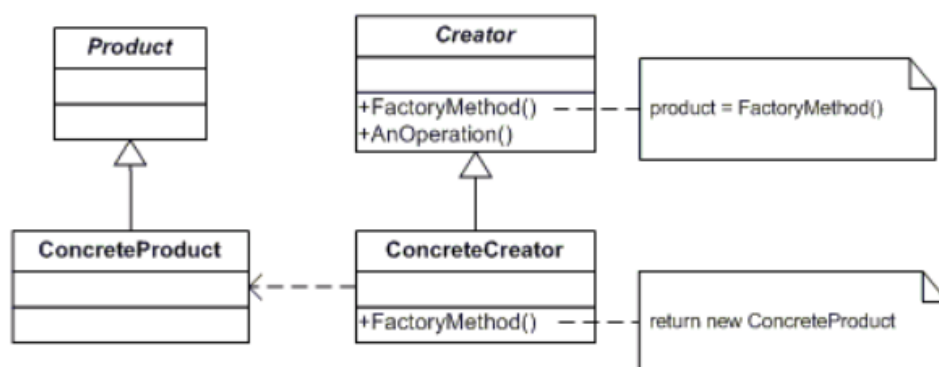 Product
Creator
+FactoryMethod()
+AnOperation()
product = FactoryMethod()
ConcreteProduct
ConcreteCreator
+FactoryMethod()
return new ConcreteProduct